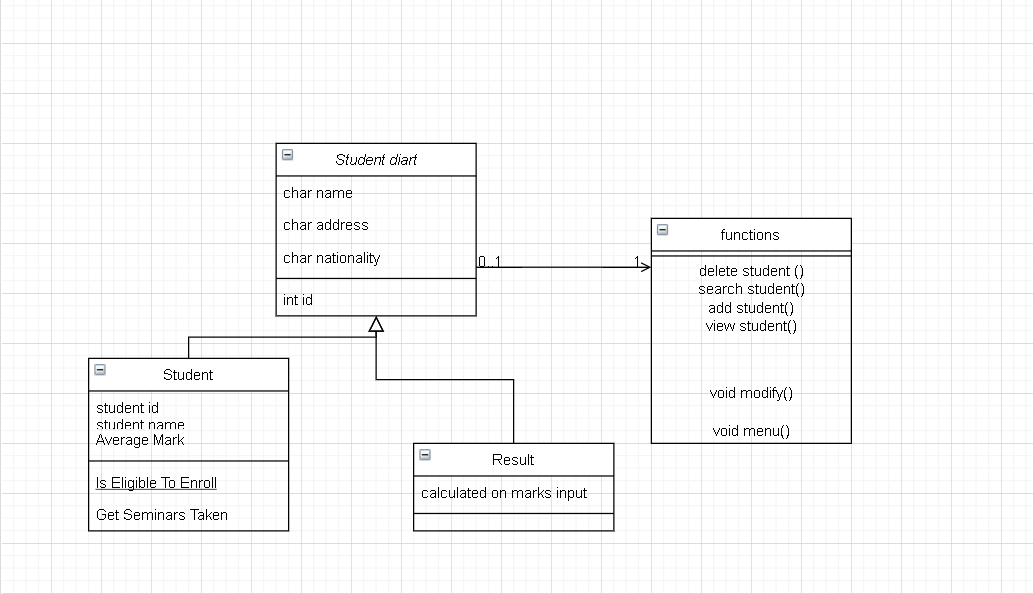 Student diart
char name
char address
char nationality
int id
0..1
1
functions
delete student ()
search student()
add student()
view student()
void modify()
void menu()
Student
student id
student name
Average Mark
Is Eligible To Enroll
Get Seminars Taken
Result
calculated on marks input